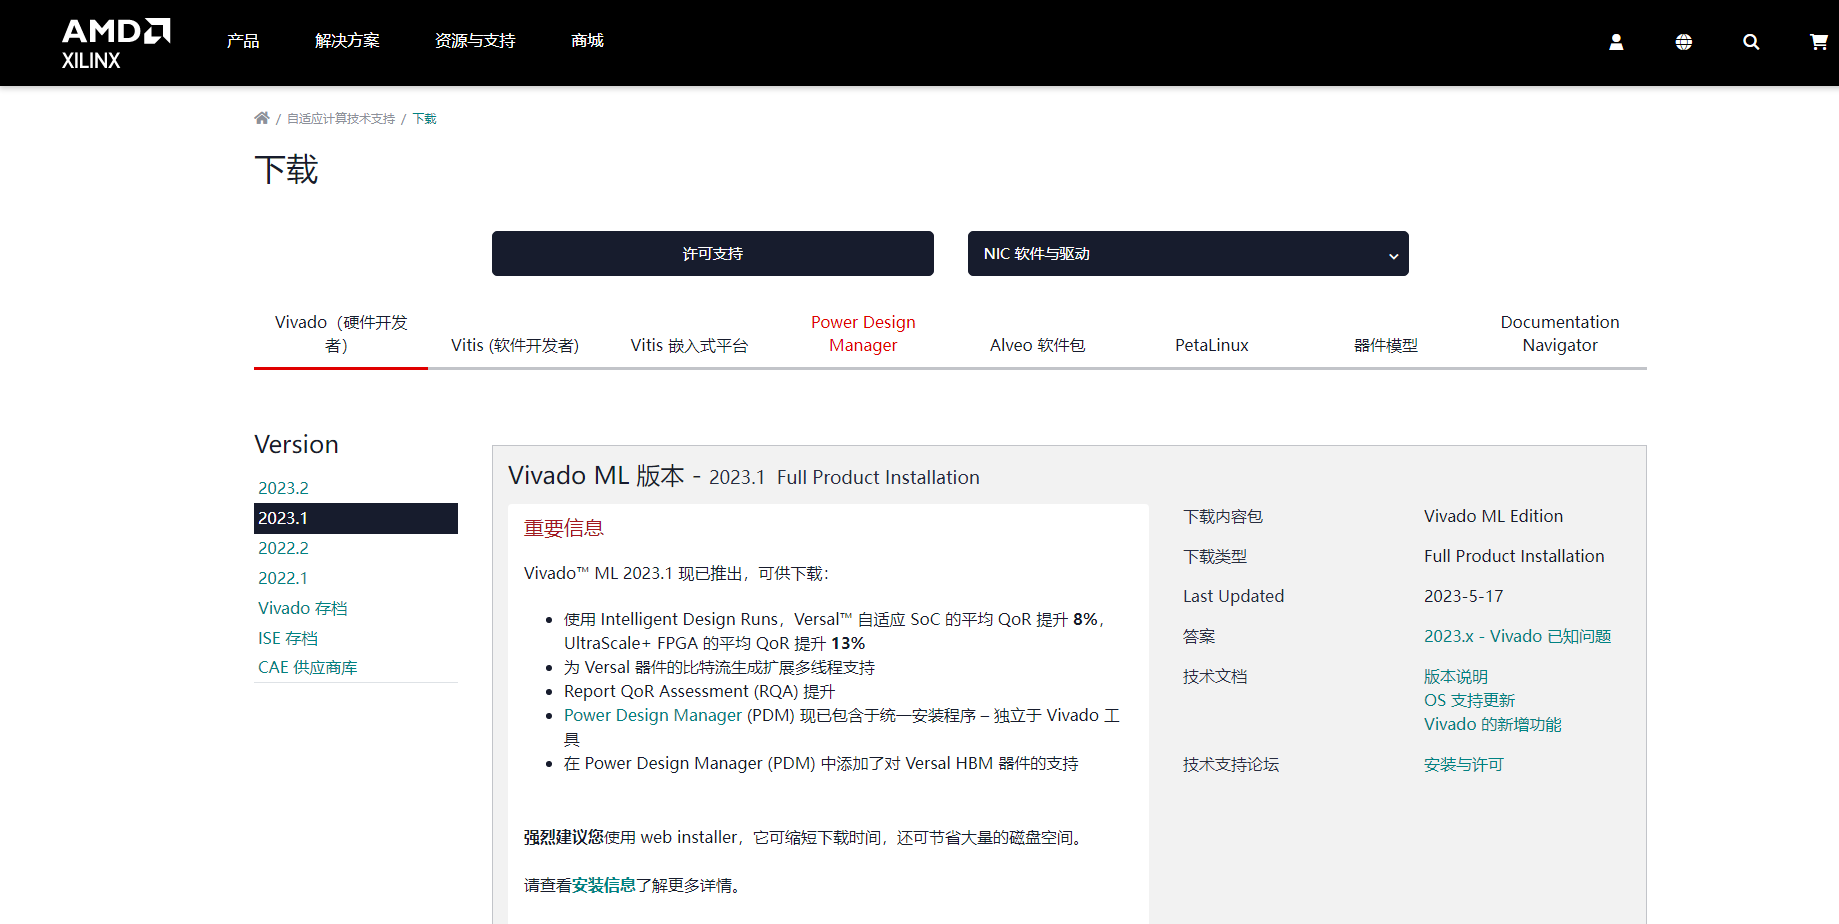 AMD
XILINX
产品
解决方案
资源与支持
商城
/ 自适应计算技术支持 / 下载
下载
许可支持
NIC 软件与驱动
Vivado（硬件开发
者）
Vitis (软件开发者)
Vitis 嵌入式平台
Power Design
Manager
Alveo 软件包
PetaLinux
器件模型
Documentation
Navigator
Version
2023.2
2023.1
2022.2
2022.1
Vivado 存档
ISE 存档
CAE 供应商库
Vivado ML 版本 - 2023.1 Full Product Installation
重要信息
Vivado™ ML 2023.1 现已推出，可供下载：
使用 Intelligent Design Runs，Versal™ 自适应 SoC 的平均 QoR 提升 8%，
UltraScale+ FPGA 的平均 QoR 提升 13%
为 Versal 器件的比特流生成扩展多线程支持
Report QoR Assessment (RQA) 提升
Power Design Manager (PDM) 现已包含于统一安装程序 – 独立于 Vivado 工
具
在 Power Design Manager (PDM) 中添加了对 Versal HBM 器件的支持
强烈建议您使用 web installer，它可缩短下载时间，还可节省大量的磁盘空间。
请查看安装信息了解更多详情。
下载内容包
Vivado ML Edition
下载类型
Full Product Installation
Last Updated
2023-5-17
答案
2023.x - Vivado 已知问题
技术文档
版本说明
OS 支持更新
Vivado 的新增功能
技术支持论坛
安装与许可